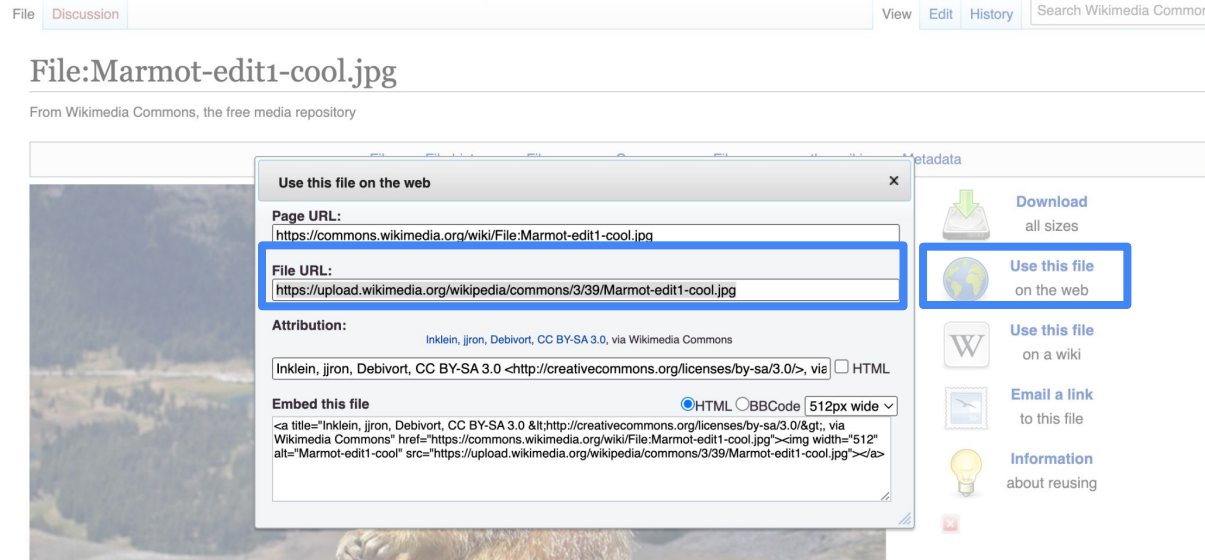 File Discussion View Edit History Search Wikimedia
File:Marmot-edit1-cool.jpg
From Wikimedia Commons, the free media repository
Metadata
Use this file on the web x
Page URL:
https://commons.wikimedia.org/wiki/File:Marmot-edit1-cool.jpg
File URL:
https://upload.wikimedia.org/wikipedia/commons/3/39/Marmot-edit1-cool.jpg
Attribution:
Inklein, jjron, Debivort, CC BY-SA 3.0, via Wikimedia Commons
Inklein, jjron, Debivort, CC BY-SA 3.0 <http://creativecommons.org/licenses/by-sa/3.0/>, via HTML
Embed this file HTML BBCode 512px wide
<a title="Inklein, jjron, Debivort, CC BY-SA 3.0 &lt;http://creativecommons.org/licenses/by-sa/3.0/&gt;, via
Wikimedia Commons" href="https://commons.wikimedia.org/wiki/File:Marmot-edit1-cool.jpg"><img width="512"
alt="Marmot-edit1-cool" src="https://upload.wikimedia.org/wikipedia/commons/3/39/Marmot-edit1-cool.jpg"></a>
Download
all sizes
Use this file
on the web
W
Use this file
on a wiki
Email a link
to this file
Information
about reusing